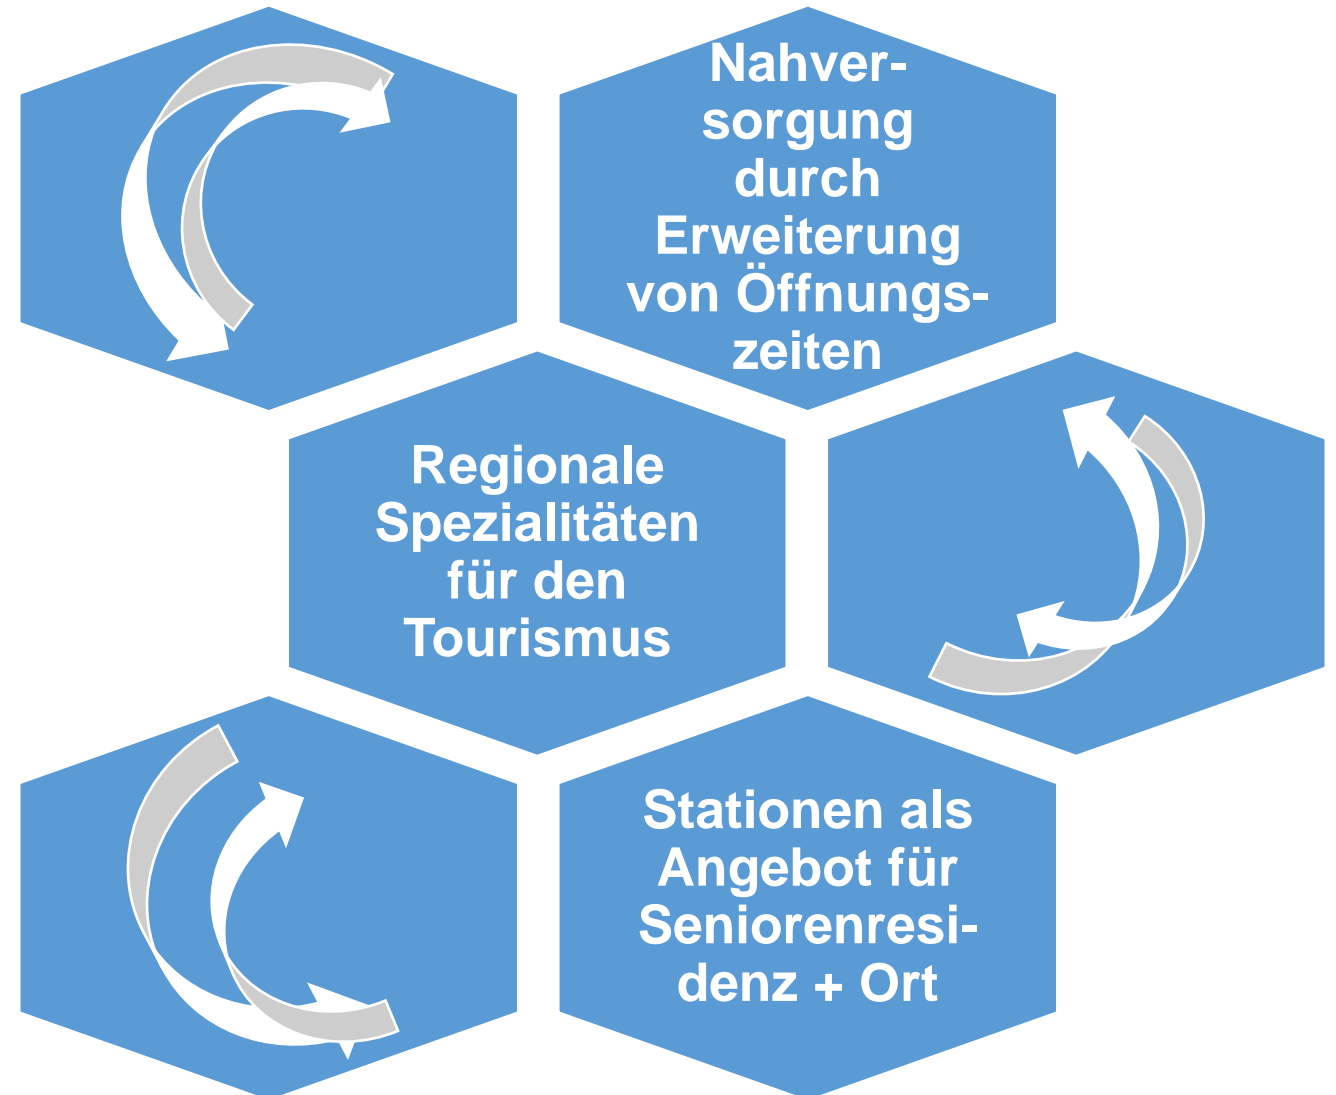 Nahver-
sorgung
durch
Erweiterung
von Öffnungs-
zeiten
Regionale
Spezialitäten
für den
Tourismus
Stationen als
Angebot für
Seniorenresi-
denz + Ort